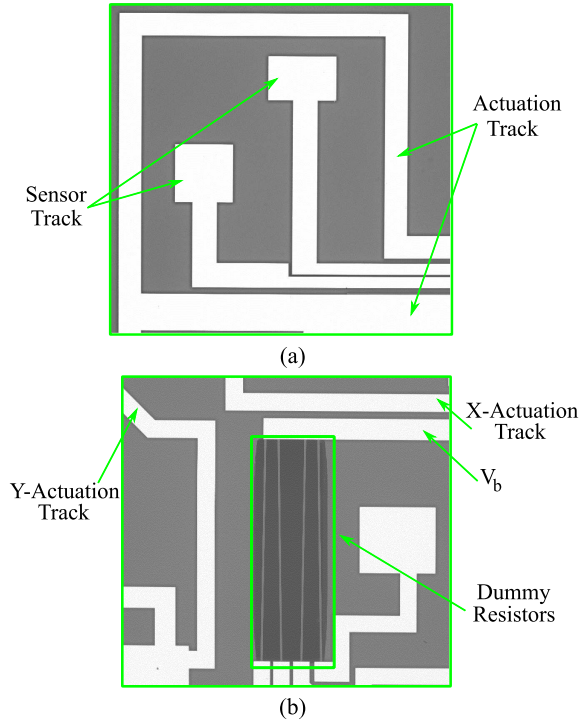 Actuation
Track
Sensor
Track
(a)
X-Actuation
Track
Y-Actuation
Track
V_b
Dummy
Resistors
(b)